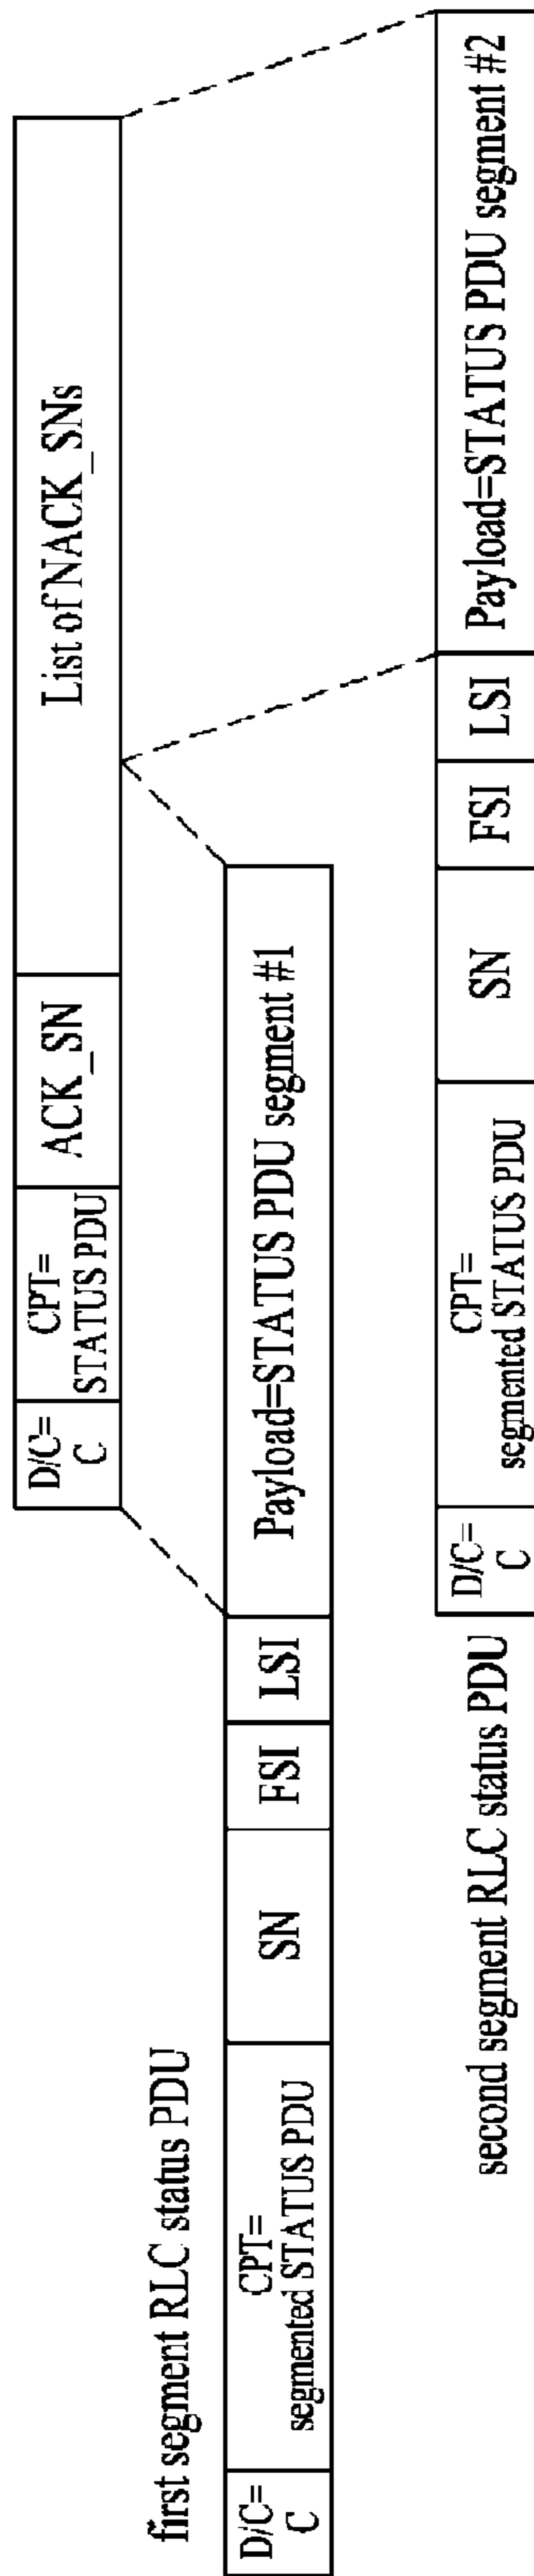 D/C=
C
CPT=
STATUS PDU
ACK_SN
List of NACK_SNs
first segment RLC status PDU
D/C=
C
CPT=
segmented STATUS PDU
SN
FSI
LSI
Payload=STATUS PDU segment #1
second segment RLC status PDU
D/C=
C
CPT=
segmented STATUS PDU
SN
FSI
LSI
Payload=STATUS PDU segment #2